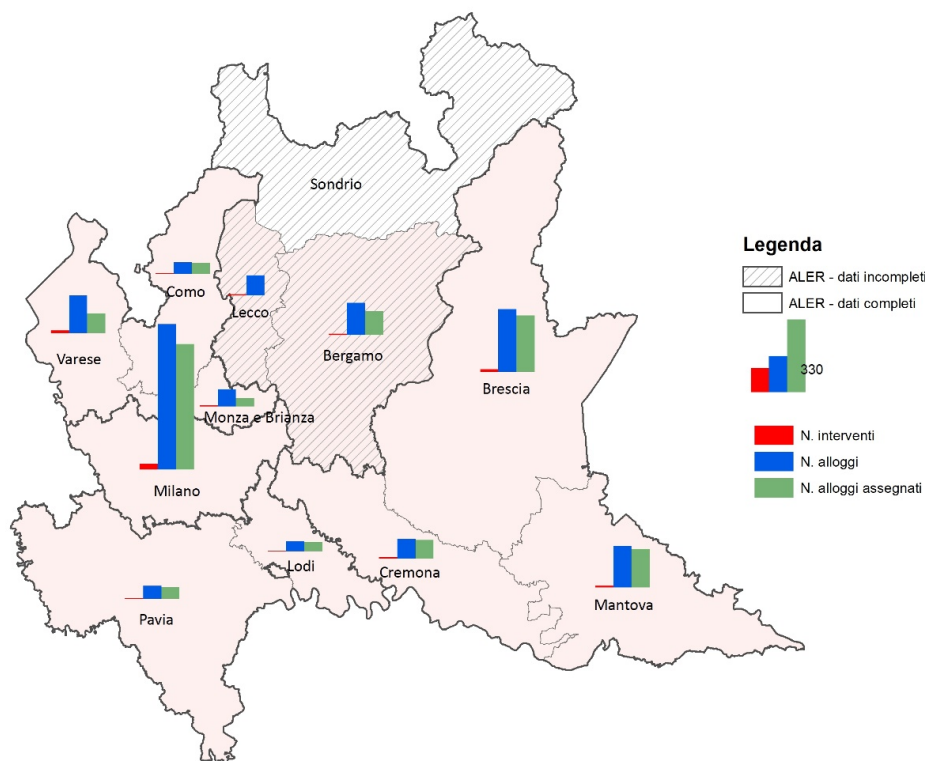 Sondrio
Legenda
ALER - dati incompleti
ALER - dati completi
330
N. interventi
N. alloggi
N. alloggi assegnati
Como
Lecco
Varese
Bergamo
Brescia
Monza e Brianza
Milano
Lodi
Cremona
Mantova
Pavia